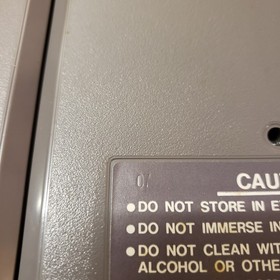 CAU
●DO NOT STORE IN E
●DO NOT IMMERSE IN
●DO NOT CLEAN WIT
ALCOHOL OR OTHE